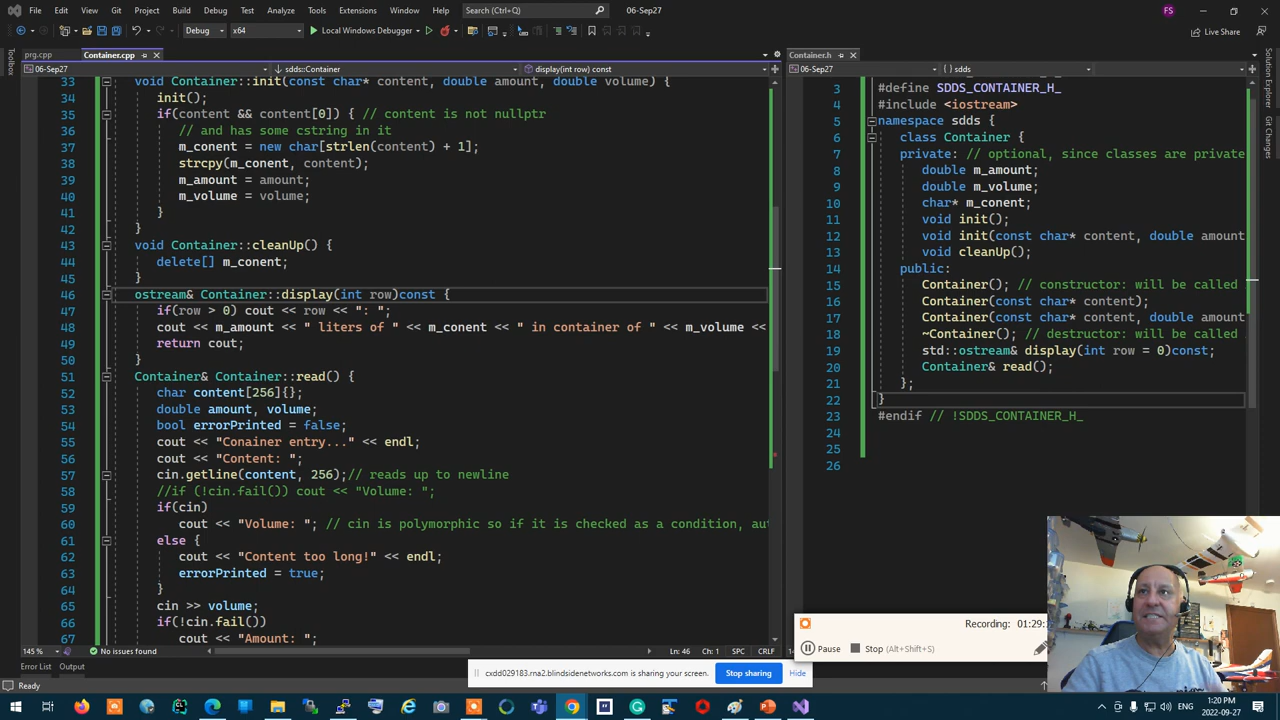 File Edit View Git Project Build Debug Test Analyze Tools Extensions Window Help Search (Ctrl+Q) 06-Sep27 FS
Debug x64 Local Windows Debugger Live Share
prg.cpp Container.cpp
06-Sep27 sdds::Container display(int row) const
33 void Container::init(const char* content, double amount, double volume) {
34 init();
35 if(content && content[0]) { // content is not nullptr
36 // and has some cstring in it
37 m_conent = new char[strlen(content) + 1];
38 strcpy(m_conent, content);
39 m_amount = amount;
40 m_volume = volume;
41 }
42 }
43 void Container::cleanUp() {
44 delete[] m_conent;
45 }
46 ostream& Container::display(int row)const {
47 if(row > 0) cout << row << ": ";
48 cout << m_amount << " liters of " << m_conent << " in container of " << m_volume <<
49 return cout;
50 }
51 Container& Container::read() {
52 char content[256]{};
53 double amount, volume;
54 bool errorPrinted = false;
55 cout << "Conainer entry..." << endl;
56 cout << "Content: ";
57 cin.getline(content, 256);// reads up to newline
58 //if (!cin.fail()) cout << "Volume: ";
59 if(cin)
60 cout << "Volume: "; // cin is polymorphic so if it is checked as a condition, au
61 else {
62 cout << "Content too long!" << endl;
63 errorPrinted = true;
64 }
65 cin >> volume;
66 if(!cin.fail())
67 cout << "Amount: ";
145 % No issues found Ln: 46 Ch: 1 SPC CRLF
Container.h
06-Sep27 sdds
3 #define SDDS_CONTAINER_H_
4 #include <iostream>
5 namespace sdds {
6 class Container {
7 private: // optional, since classes are private
8 double m_amount;
9 double m_volume;
10 char* m_conent;
11 void init();
12 void init(const char* content, double amount
13 void cleanUp();
14 public:
15 Container(); // constructor: will be called
16 Container(const char* content);
17 Container(const char* content, double amount
18 ~Container(); // destructor: will be called
19 std::ostream& display(int row = 0)const;
20 Container& read();
21 };
22 }
23 #endif // !SDDS_CONTAINER_H_
24
25
26
Toolbox
Solution Explorer
Git Changes
Recording: 01:29:1
Pause Stop (Alt+Shift+S)
14
Error List Output
cxdd029183.rna2.blindsidenetworks.com is sharing your screen. Stop sharing Hide
Ready
1:20 PM
2022-09-27